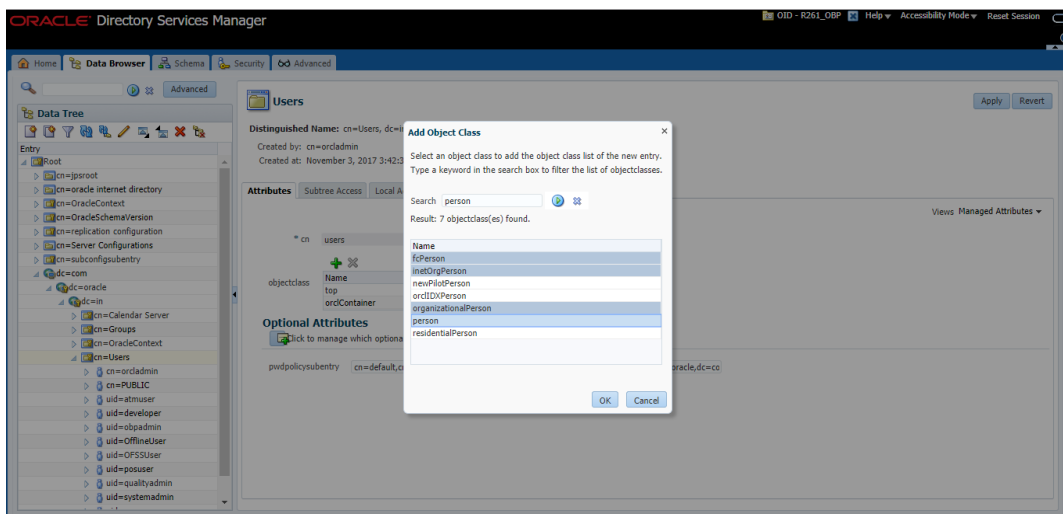 ORACLE Directory Services Manager
OID - R261_OBP Help Accessibility Mode Reset Session
Home Data Browser Schema Security Advanced
Advanced
Data Tree
Entry
Root
cn=jpsroot
cn=oracle internet directory
cn=OracleContext
cn=OracleSchemaVersion
cn=replication configuration
cn=Server Configurations
cn=subconfigsubentry
dc=com
dc=oracle
dc=in
cn=Calendar Server
cn=Groups
cn=OracleContext
cn=Users
cn=orcladmin
cn=PUBLIC
uid=atmuser
uid=developer
uid=obpadmin
uid=OfflineUser
uid=OFSSUser
uid=posuser
uid=qualityadmin
uid=systemadmin
Users
Apply Revert
Distinguished Name: cn=Users, dc=i
Created by: cn=orcladmin
Created at: November 3, 2017 3:42:3
Attributes Subtree Access Local A
Views Managed Attributes
* cn users
objectclass
Name
top
orclContainer
Optional Attributes
Click to manage which optiona
pwdpolicysubentry cn=default,c
oracle,dc=co
Add Object Class
Select an object class to add the object class list of the new entry.
Type a keyword in the search box to filter the list of objectclasses.
Search person
Result: 7 objectclass(es) found.
Name
fcPerson
inetOrgPerson
newPilotPerson
orclIDXPerson
organizationalPerson
person
residentialPerson
OK Cancel